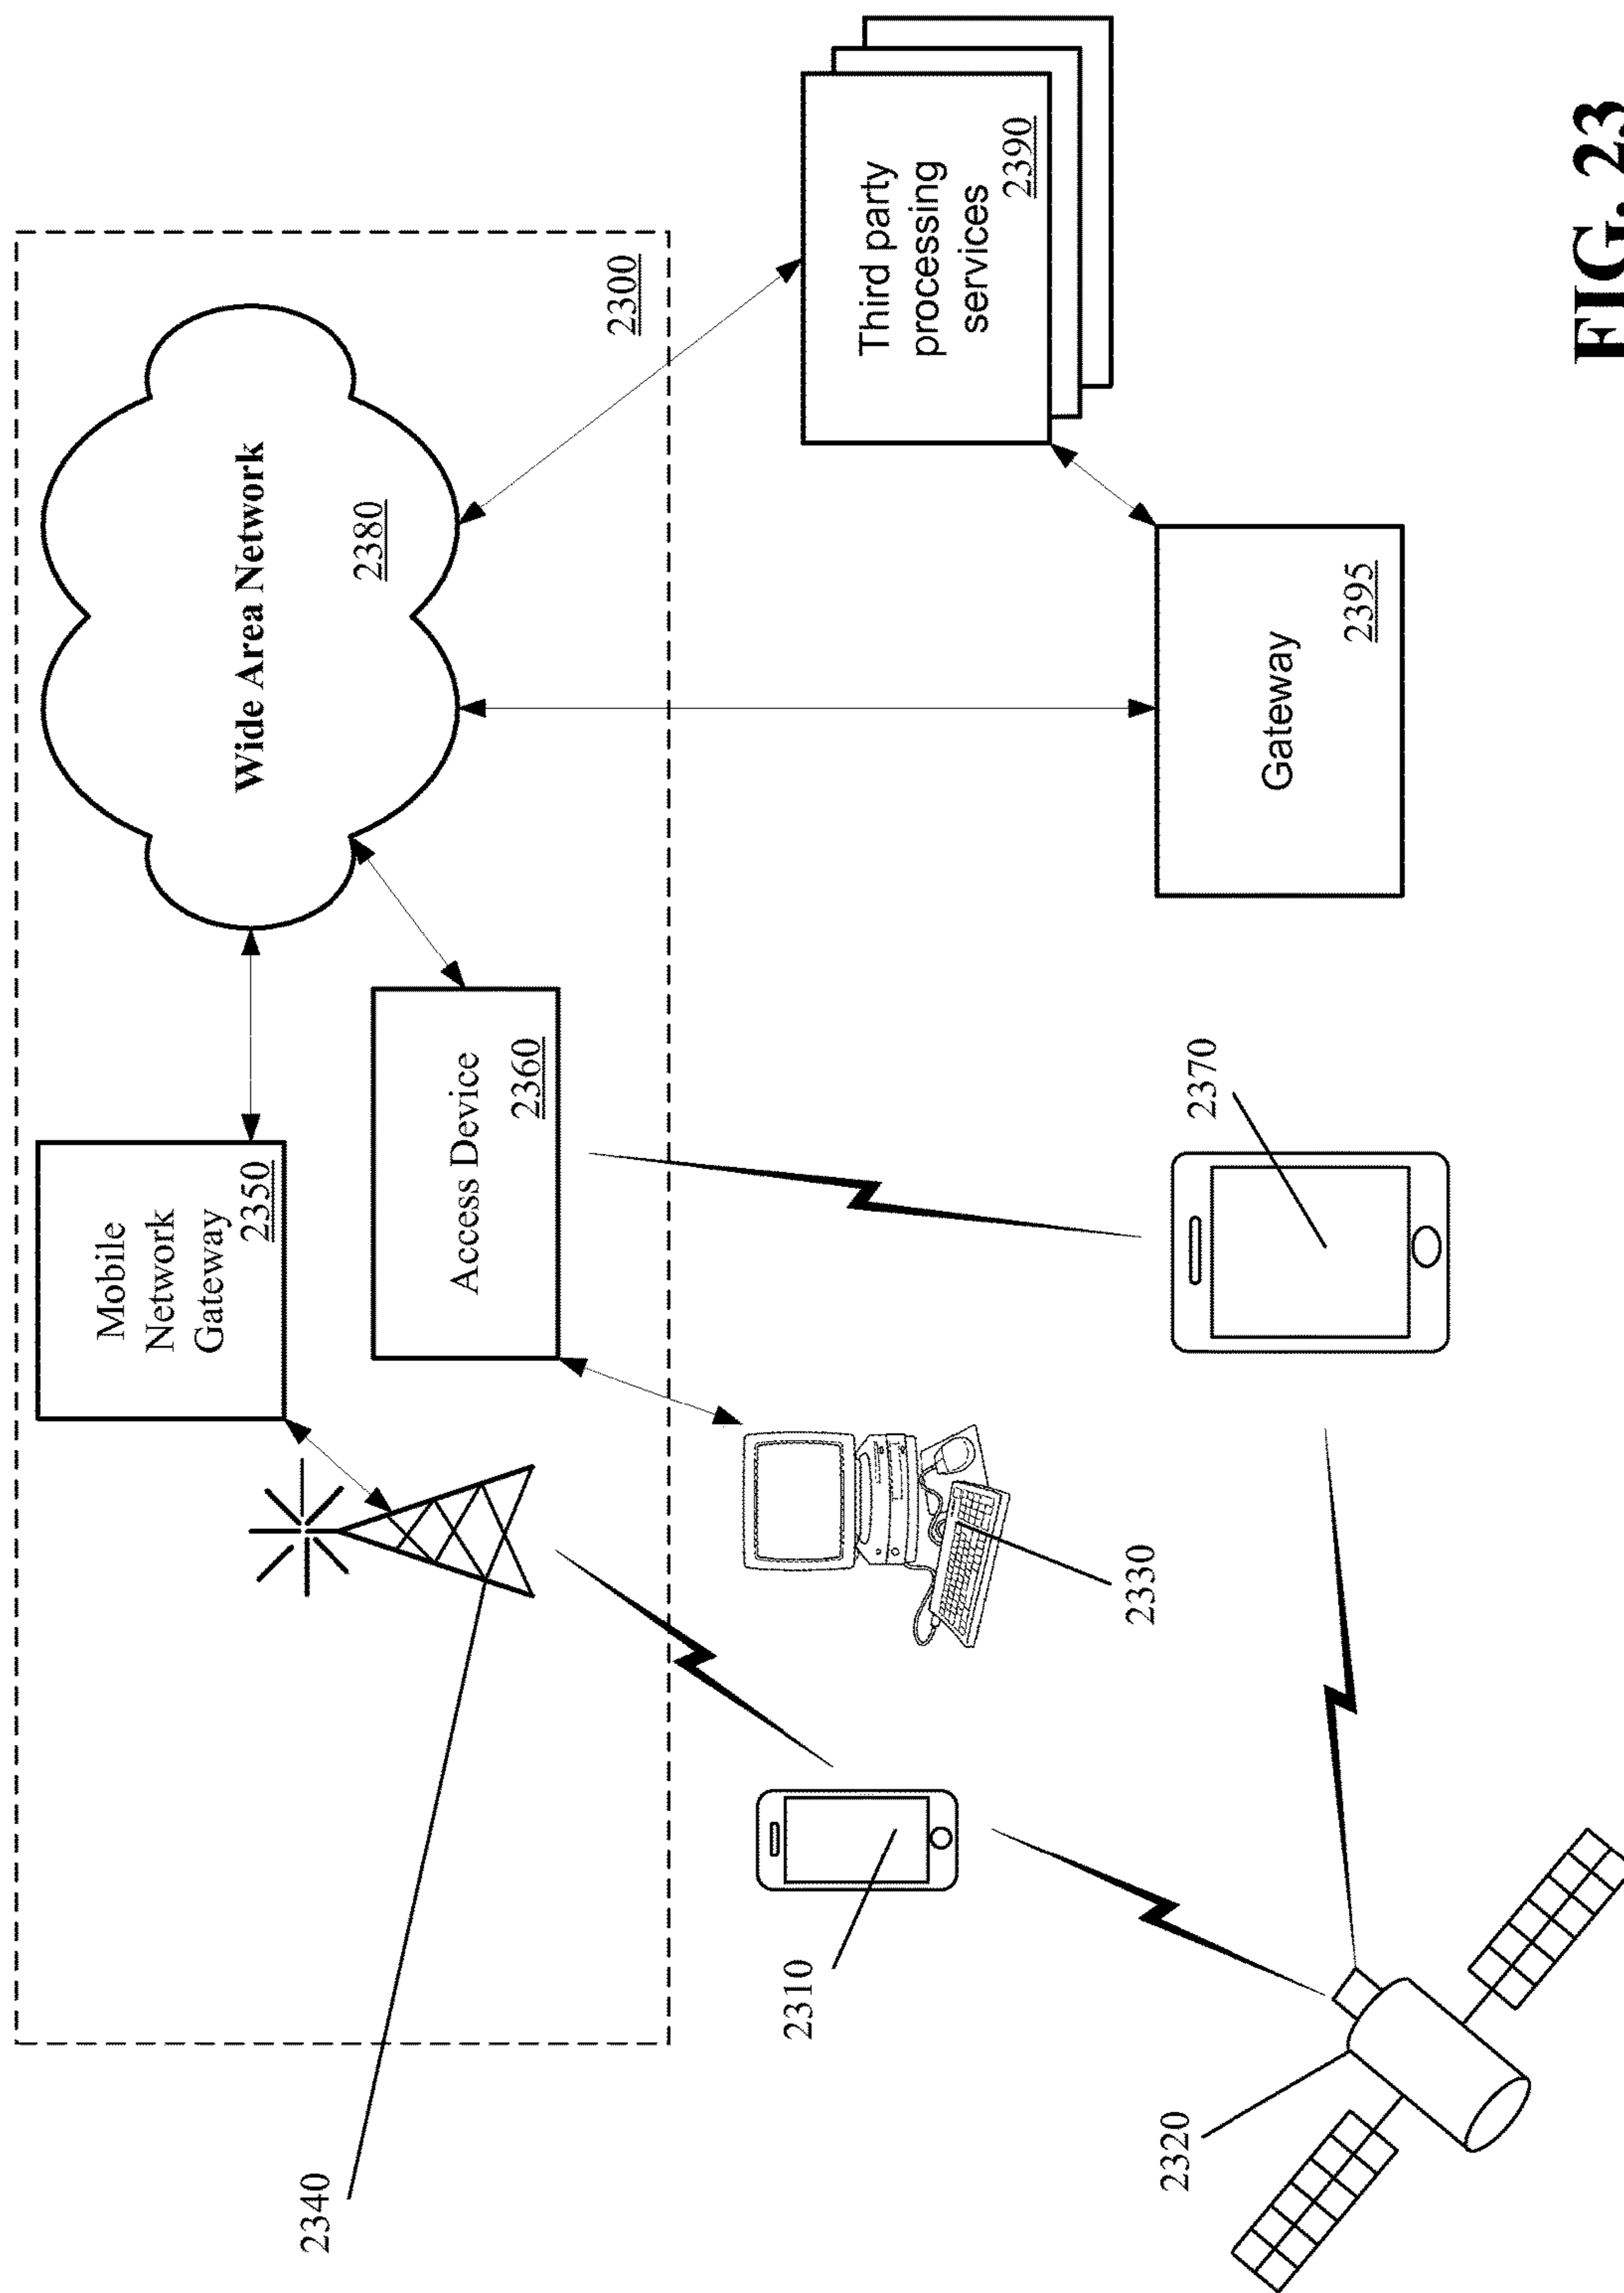 2340
Mobile
Network
Gateway
2350
Wide Area Network
2380
Access Device
2360
2300
2310
2330
2370
2320
Third party
processing
services
2390
Gateway
2395
FIG. 23